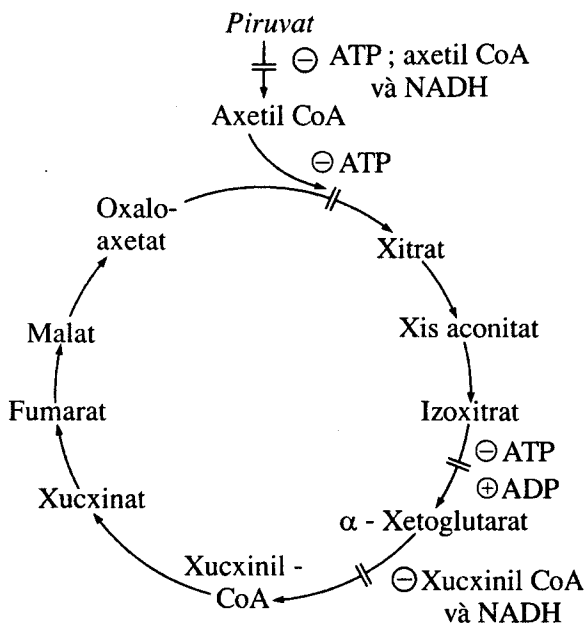 Piruvat
⊖ ATP ; axetil CoA
và NADH
Axetil CoA
⊖ ATP
Oxalo-
axetat
Xitrat
Malat
Xis aconitat
Fumarat
Izoxitrat
⊖ ATP
⊕ ADP
Xucxinat
α - Xetoglutarat
Xucxinil -
CoA
⊖ Xucxinil CoA
và NADH